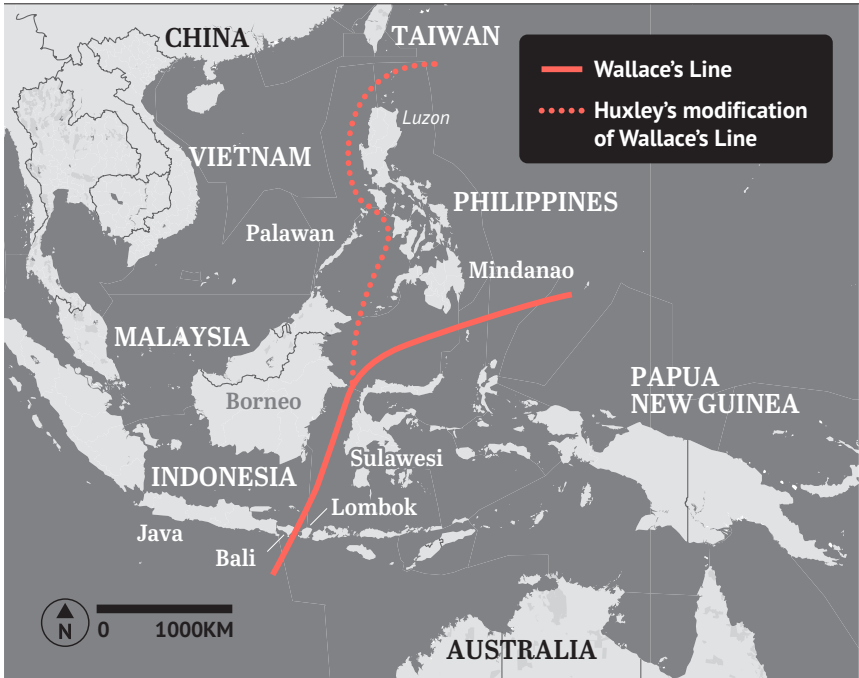 CHINA
TAIWAN
Wallace's Line
Huxley's modification
of Wallace's Line
Luzon
VIETNAM
PHILIPPINES
Palawan
Mindanao
MALAYSIA
PAPUA
NEW GUINEA
Borneo
Sulawesi
INDONESIA
Lombok
Java
Bali
N
0 1000KM
AUSTRALIA